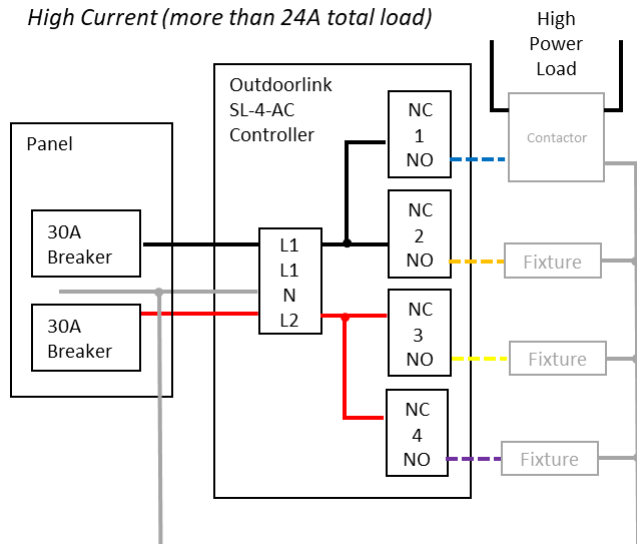 High Current (more than 24A total load)
High
Power
Load
Outdoorlink
SL-4-AC
Controller
NC
1
NO
Contactor
Panel
30A
Breaker
L1
L1
N
L2
NC
2
NO
Fixture
30A
Breaker
NC
3
NO
Fixture
NC
4
NO
Fixture